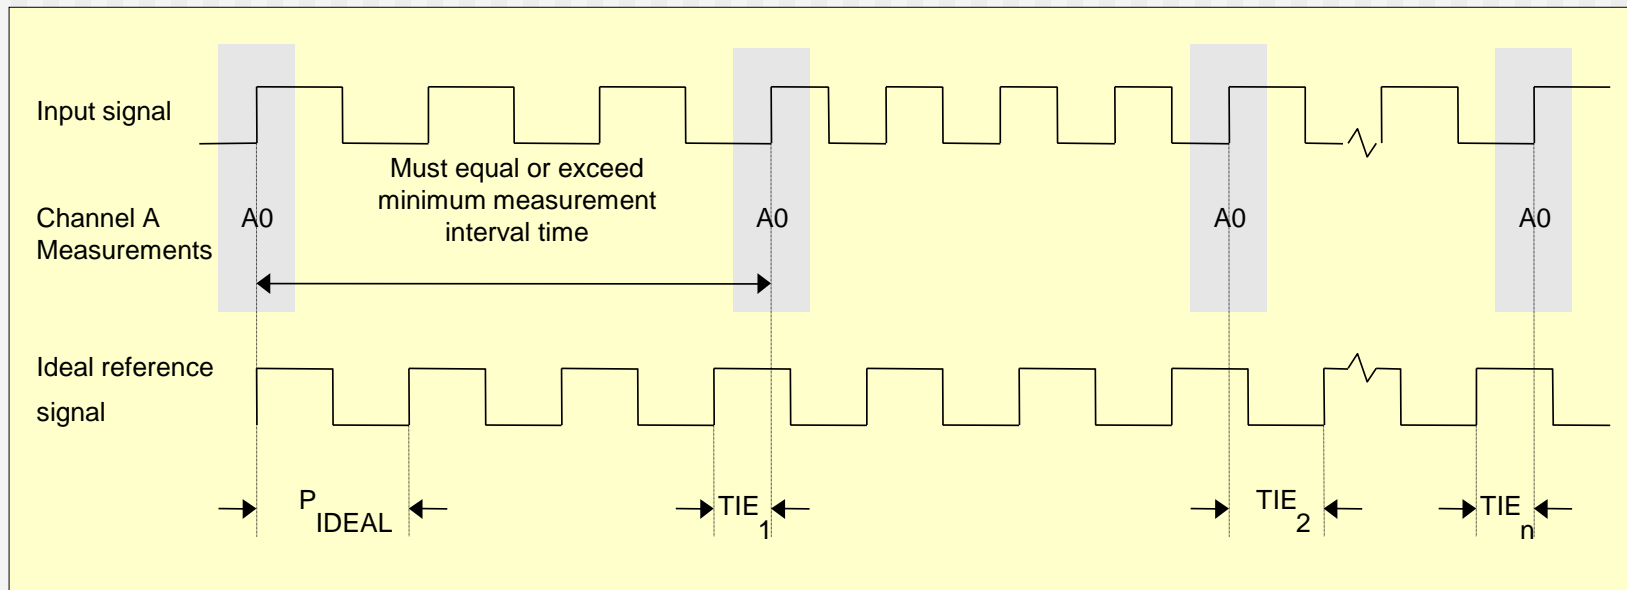 Input signal
Must equal or exceed
minimum measurement
interval time
Channel A
Measurements
A0
A0
A0
A0
Ideal reference
signal
P
IDEAL
TIE
1
TIE
2
TIE
n